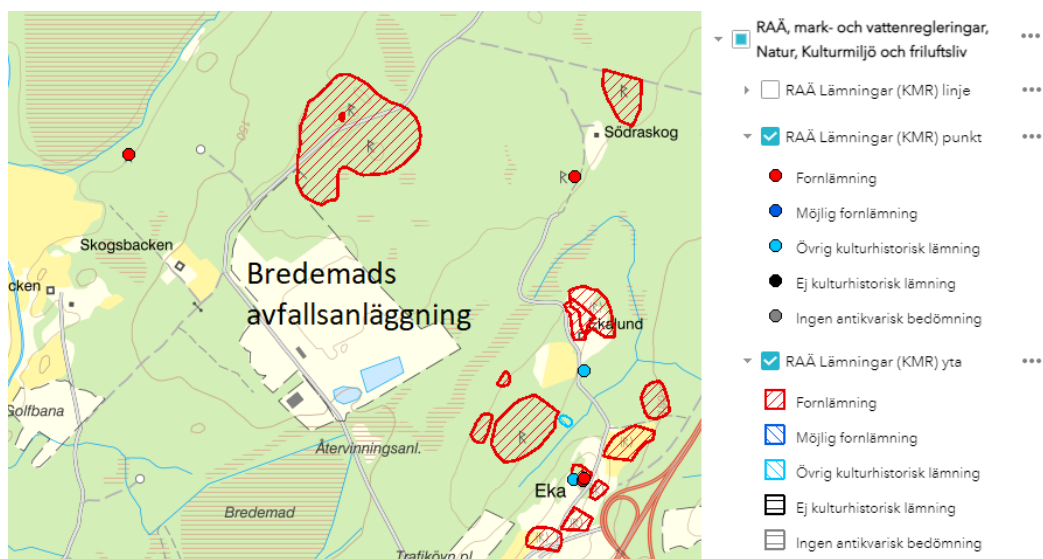 160
R
R
R
Södraskog
R
Skogsbacken
cken
Bredemads
avfallsanläggning
kalund
Golfbana
Återvinningsanl.
R
Eka
Bredemad
Trafikövn.pl
RAÄ, mark- och vattenregleringar,
Natur, Kulturmiljö och friluftsliv
RAÄ Lämningar (KMR) linje
RAÄ Lämningar (KMR) punkt
Fornlämning
Möjlig fornlämning
Övrig kulturhistorisk lämning
Ej kulturhistorisk lämning
Ingen antikvarisk bedömning
RAÄ Lämningar (KMR) yta
Fornlämning
Möjlig fornlämning
Övrig kulturhistorisk lämning
Ej kulturhistorisk lämning
Ingen antikvarisk bedömning